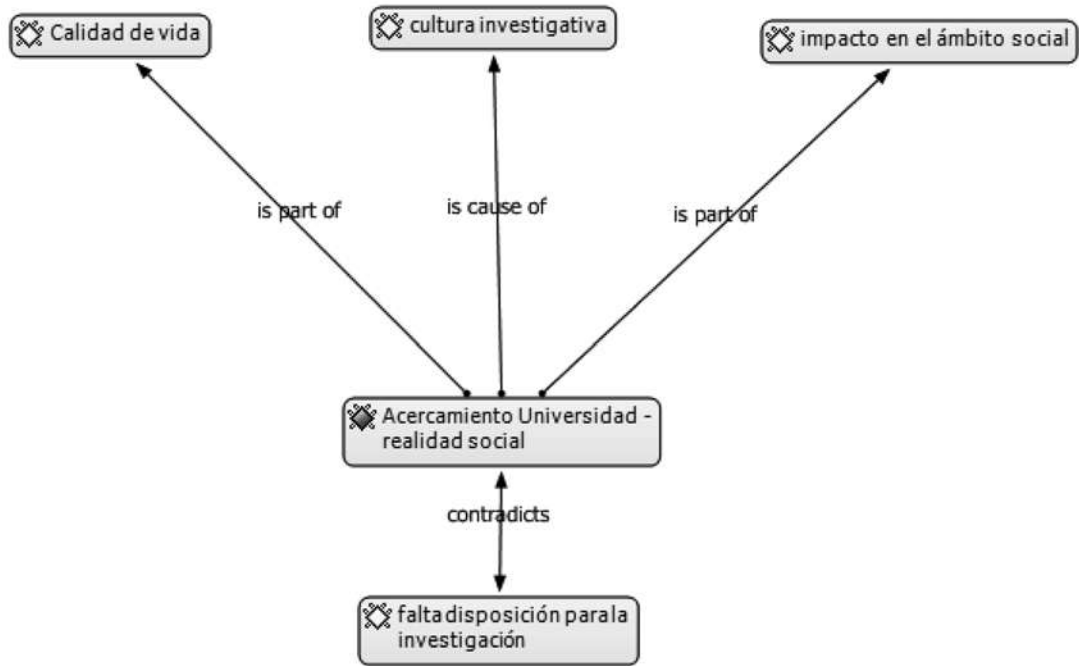 Calidad de vida
cultura investigativa
impacto en el ámbito social
is part of
is cause of
is part of
Acercamiento Universidad -
realidad social
contradicts
falta disposición para la
investigación